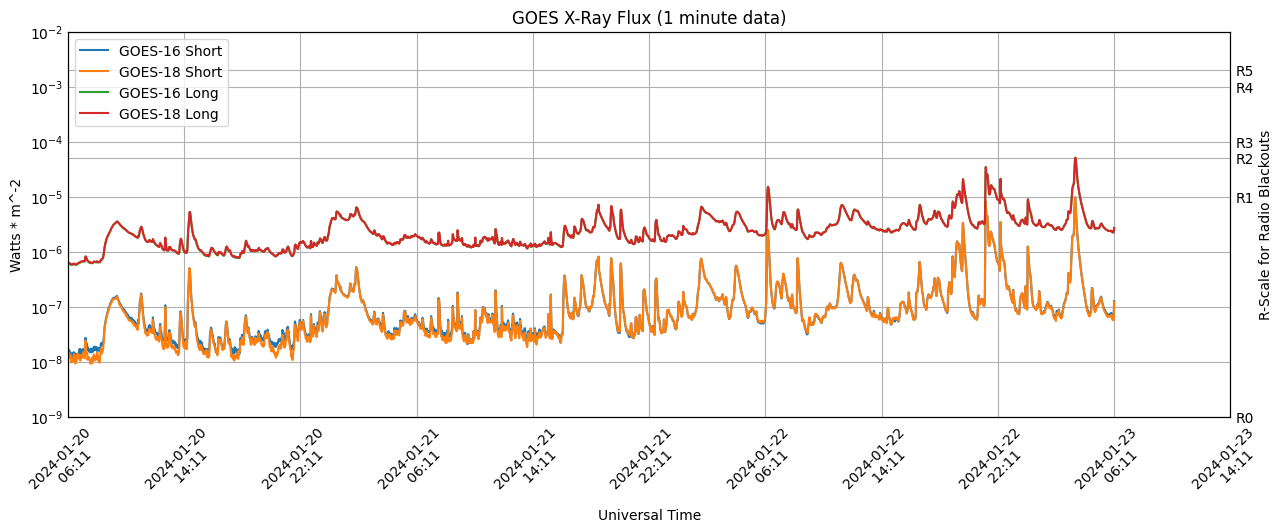 GOES X-Ray Flux (1 minute data)
GOES-16 Short
GOES-18 Short
GOES-16 Long
GOES-18 Long
Watts * m^-2
10⁻²
10⁻³
10⁻⁴
10⁻⁵
10⁻⁶
10⁻⁷
10⁻⁸
10⁻⁹
R5
R4
R3
R2
R1
R0
R-Scale for Radio Blackouts
2024-01-20
06:11
2024-01-20
14:11
2024-01-20
22:11
2024-01-21
06:11
2024-01-21
14:11
2024-01-21
22:11
2024-01-22
06:11
2024-01-22
14:11
2024-01-22
22:11
2024-01-23
06:11
2024-01-23
14:11
Universal Time